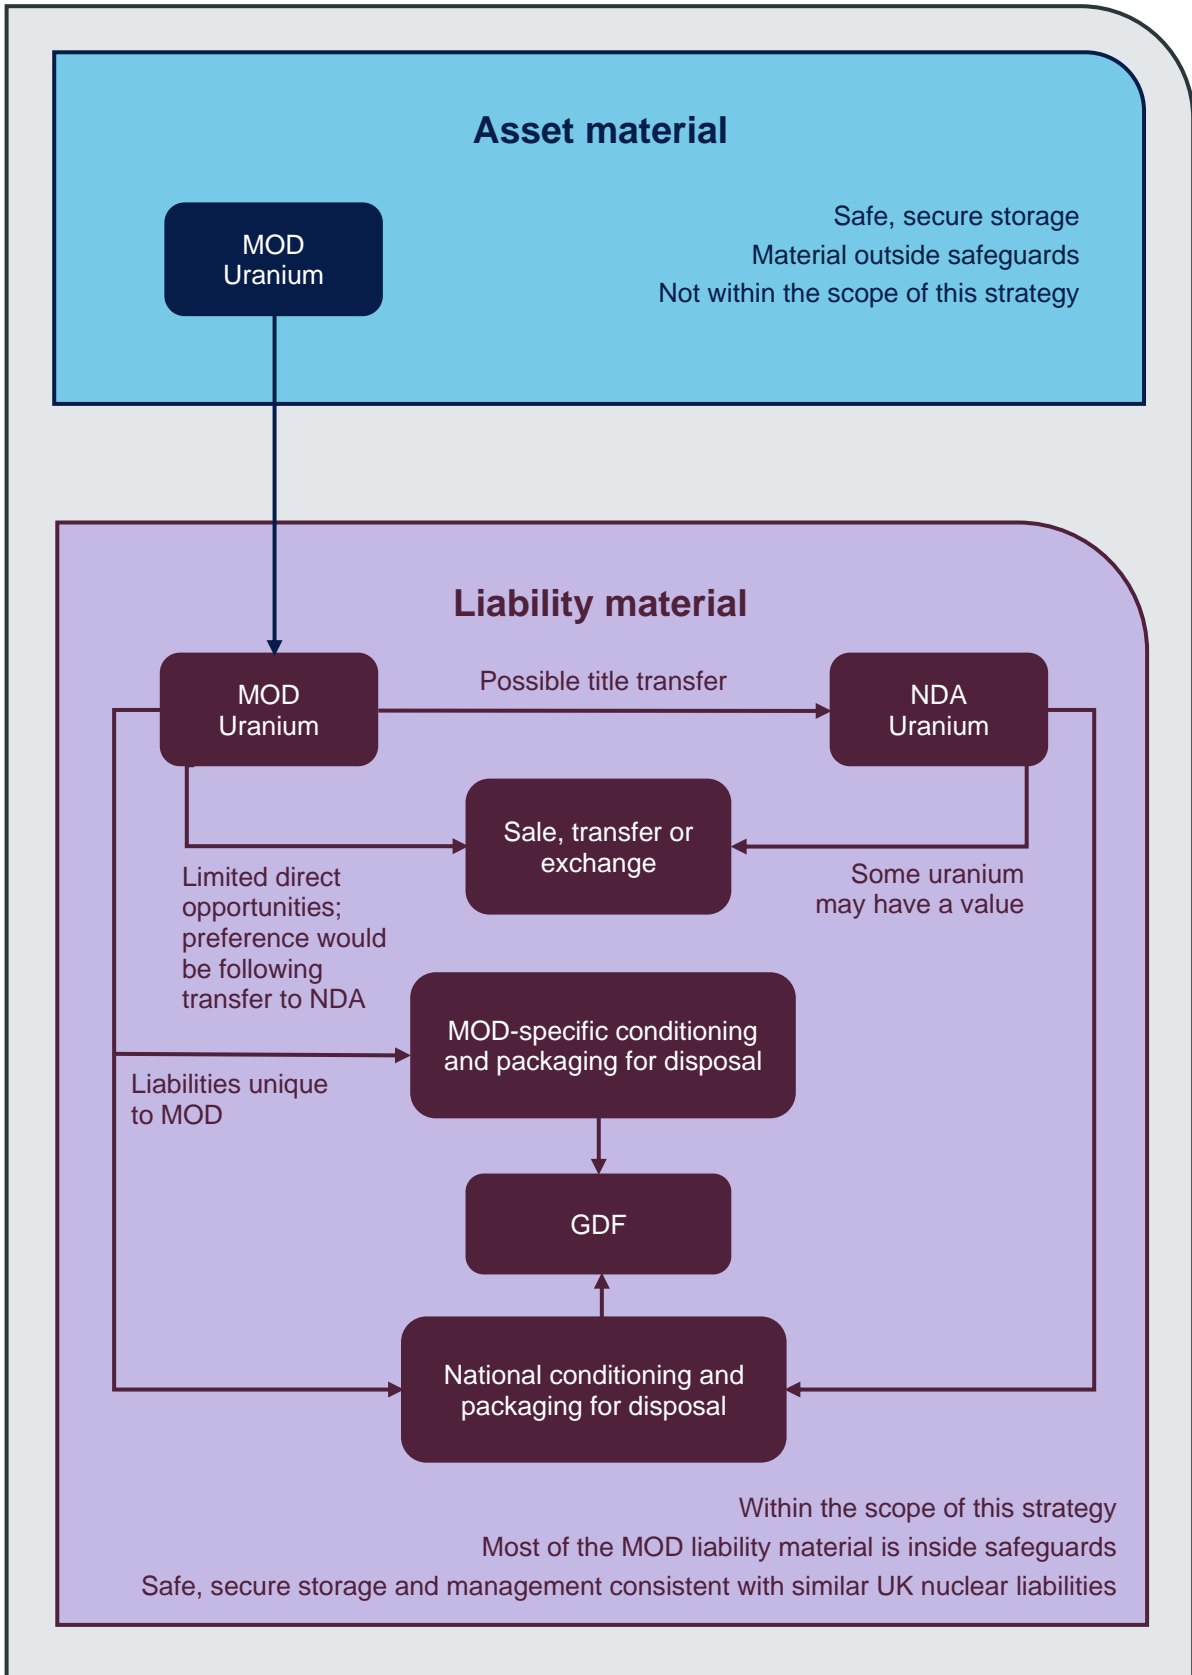 Asset material
MOD
Uranium
Safe, secure storage
Material outside safeguards
Not within the scope of this strategy
Liability material
MOD
Uranium
Possible title transfer
NDA
Uranium
Sale, transfer or
exchange
Limited direct
opportunities;
preference would
be following
transfer to NDA
Some uranium
may have a value
MOD-specific conditioning
and packaging for disposal
Liabilities unique
to MOD
GDF
National conditioning and
packaging for disposal
Within the scope of this strategy
Most of the MOD liability material is inside safeguards
Safe, secure storage and management consistent with similar UK nuclear liabilities